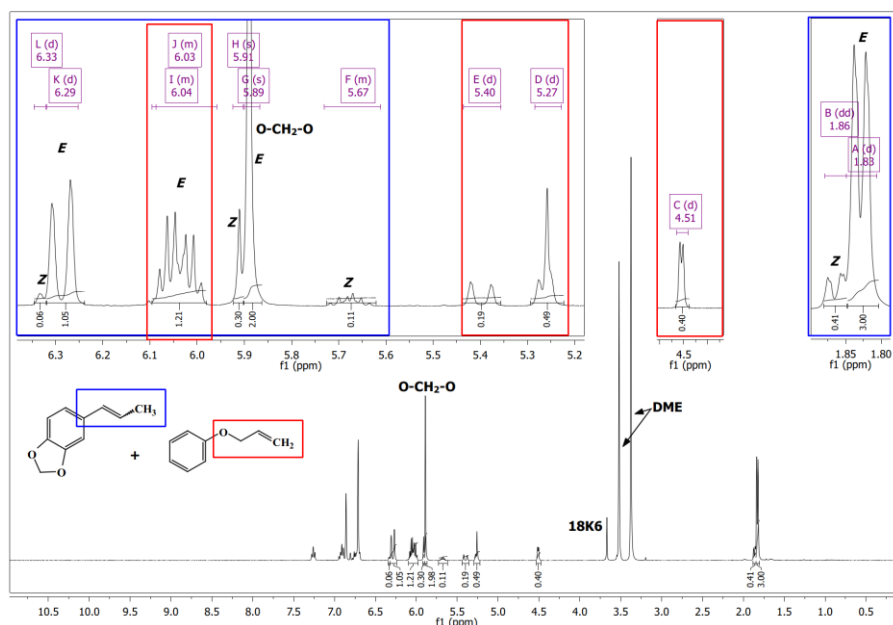 L (d)
6.33
K (d)
6.29
J (m)
6.03
I (m)
6.04
H (s)
5.91
G (s)
5.89
F (m)
5.67
E (d)
5.40
D (d)
5.27
C (d)
4.51
B (dd)
1.86
A (d)
1.83
O-CH2-O
E
E
E
E
Z
Z
Z
Z
0.06
1.05
1.21
0.30
2.00
0.11
0.19
0.49
0.40
0.41
3.00
6.3 6.2 6.1 6.0 5.9 5.8 5.7 5.6 5.5 5.4 5.3 5.2
f1 (ppm)
4.5
f1 (ppm)
1.85 1.80
f1 (ppm)
O-CH2-O
CH3
O
O
+
O
CH2
DME
18K6
0.06
1.05
1.21
0.30
1.98
0.11
0.19
0.49
0.40
0.41
3.00
10.5 10.0 9.5 9.0 8.5 8.0 7.5 7.0 6.5 6.0 5.5 5.0 4.5 4.0 3.5 3.0 2.5 2.0 1.5 1.0 0.5
f1 (ppm)